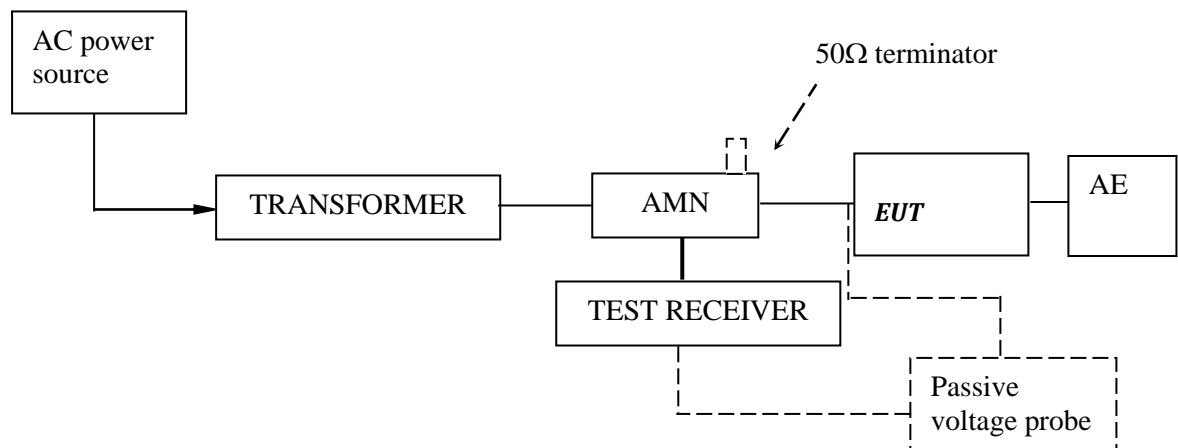 AC power
source
50Ω terminator
TRANSFORMER
AMN
EUT
AE
TEST RECEIVER
Passive
voltage probe